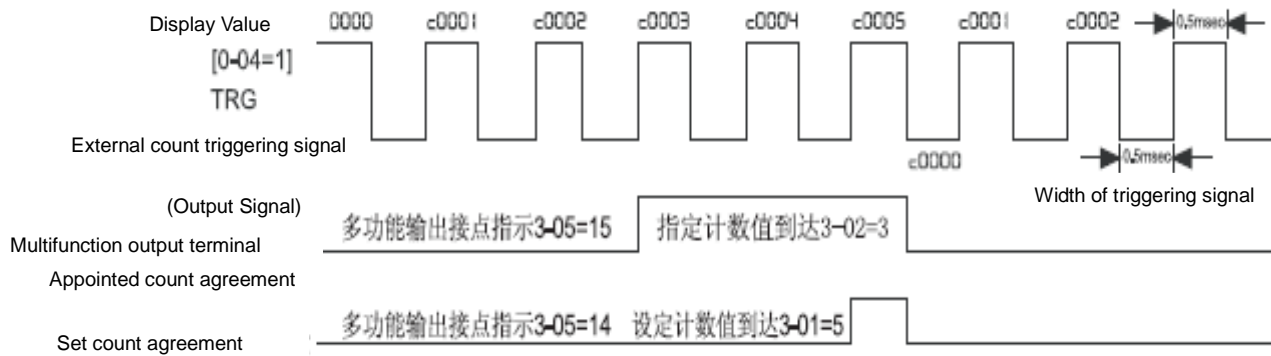 Display Value 0000 c0001 c0002 c0003 c0004 c0005 c0001 c0002 0.5msec
[0-04=1]
TRG
External count triggering signal
c0000 0.5msec
Width of triggering signal
(Output Signal)
多功能输出接点指示3-05=15 指定计数值到达3-02=3
Multifunction output terminal
Appointed count agreement
多功能输出接点指示3-05=14 设定计数值到达3-01=5
Set count agreement